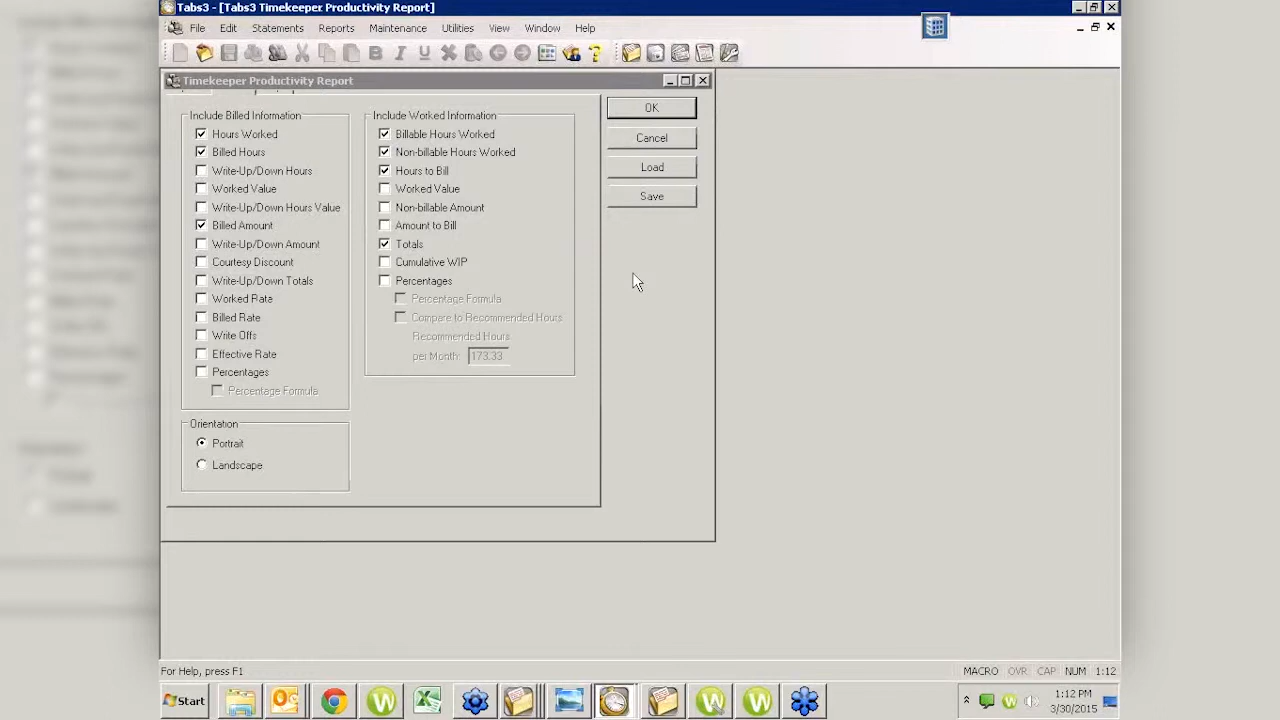 Tabs3 - [Tabs3 Timekeeper Productivity Report]
File Edit Statements Reports Maintenance Utilities View Window Help
Timekeeper Productivity Report
Include Billed Information
Hours Worked
Billed Hours
Write-Up/Down Hours
Worked Value
Write-Up/Down Hours Value
Billed Amount
Write-Up/Down Amount
Courtesy Discount
Write-Up/Down Totals
Worked Rate
Billed Rate
Write Offs
Effective Rate
Percentages
Percentage Formula
Orientation
Portrait
Landscape
Include Worked Information
Billable Hours Worked
Non-billable Hours Worked
Hours to Bill
Worked Value
Non-billable Amount
Amount to Bill
Totals
Cumulative WIP
Percentages
Percentage Formula
Compare to Recommended Hours
Recommended Hours
per Month: 173.33
OK
Cancel
Load
Save
For Help, press F1
MACRO OVR CAP NUM 1:12
Start
1:12 PM
3/30/2015